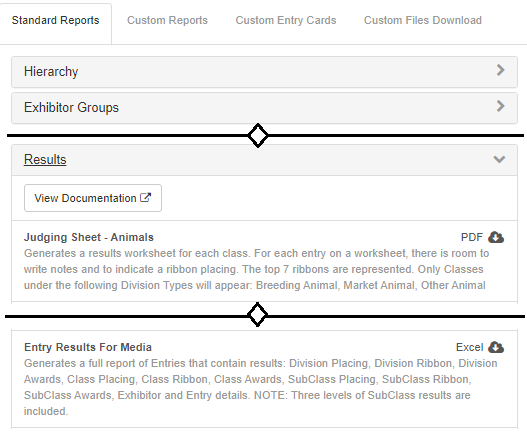 Standard Reports Custom Reports Custom Entry Cards Custom Files Download
Hierarchy
Exhibitor Groups
Results
View Documentation
Judging Sheet - Animals PDF
Generates a results worksheet for each class. For each entry on a worksheet, there is room to
write notes and to indicate a ribbon placing. The top 7 ribbons are represented. Only Classes
under the following Division Types will appear: Breeding Animal, Market Animal, Other Animal
Entry Results For Media Excel
Generates a full report of Entries that contain results: Division Placing, Division Ribbon, Division
Awards, Class Placing, Class Ribbon, Class Awards, SubClass Placing, SubClass Ribbon,
SubClass Awards, Exhibitor and Entry details. NOTE: Three levels of SubClass results are
included.